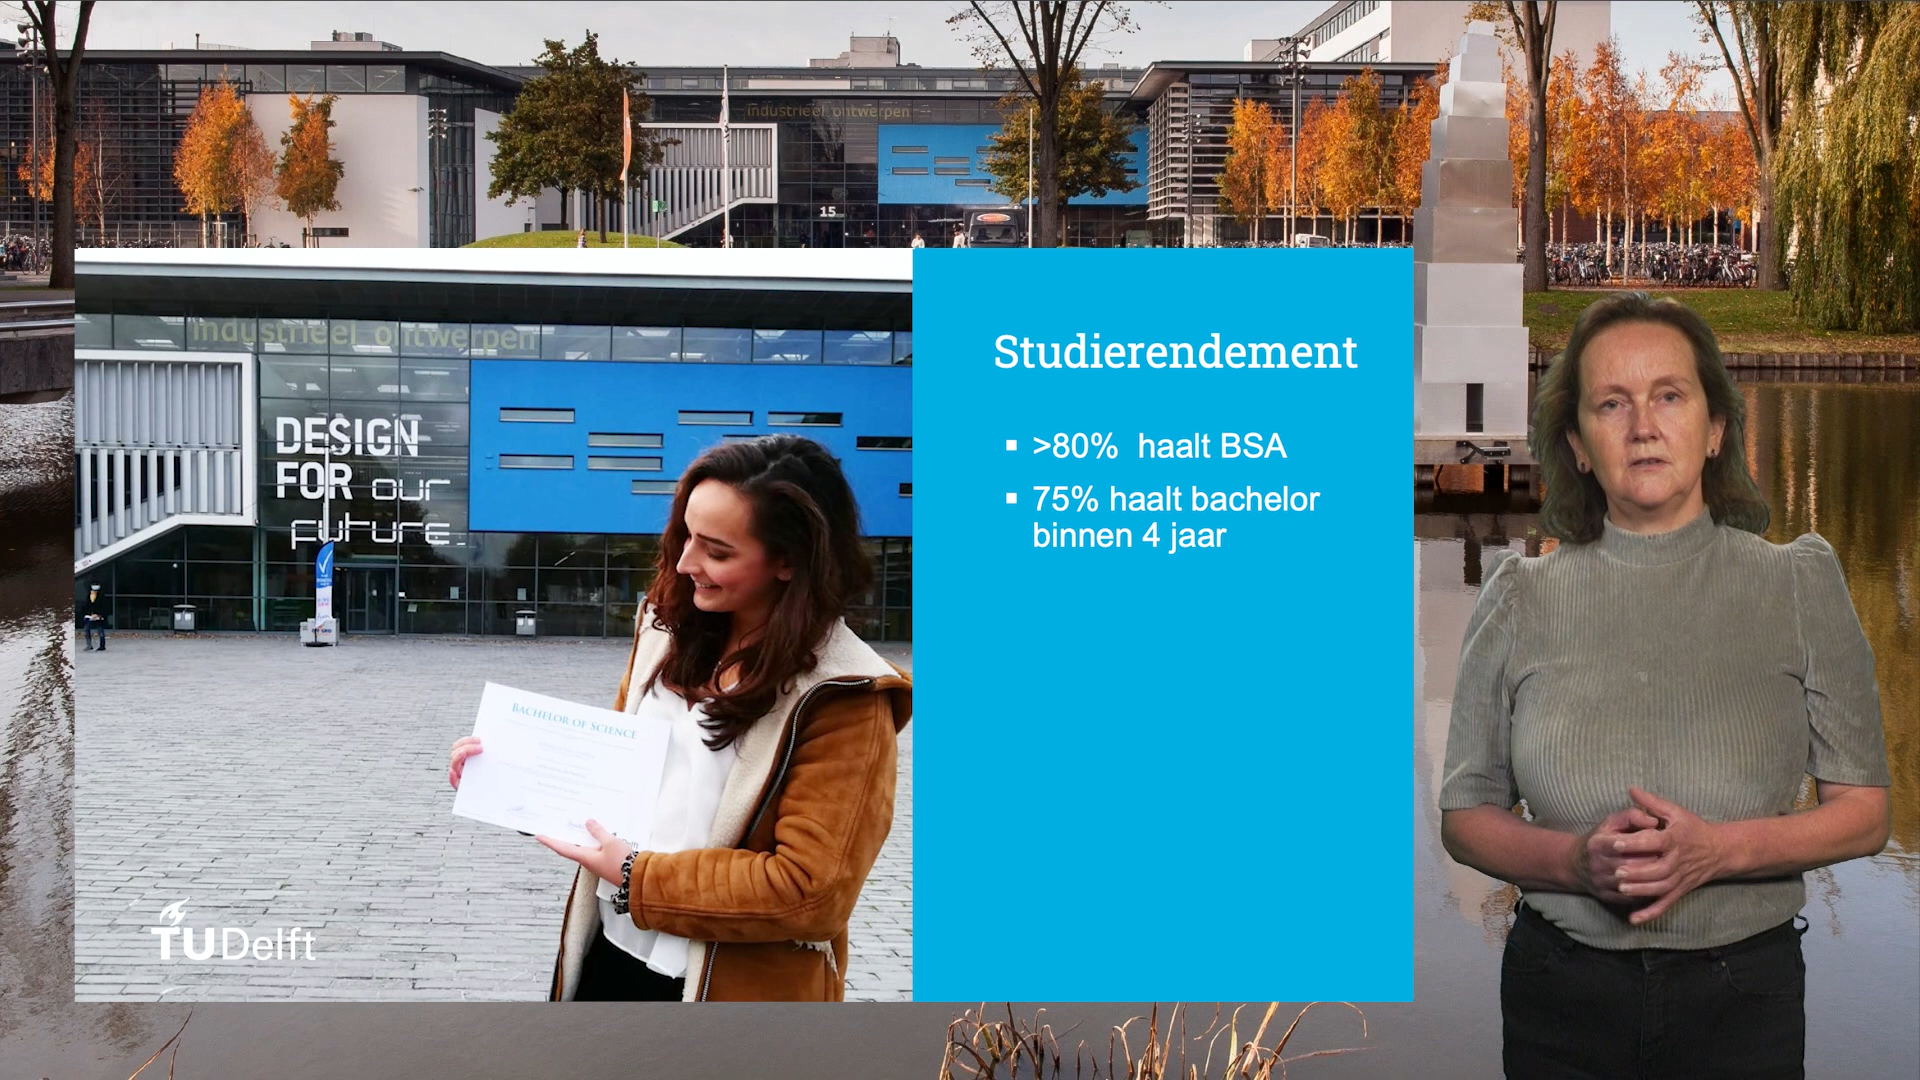 industrieel ontwerpen
15
industrieel ontwerpen
DESIGN
FOR our
future
BACHELOR OF SCIENCE
TUDelft
Studierendement
>80% haalt BSA
75% haalt bachelor
binnen 4 jaar